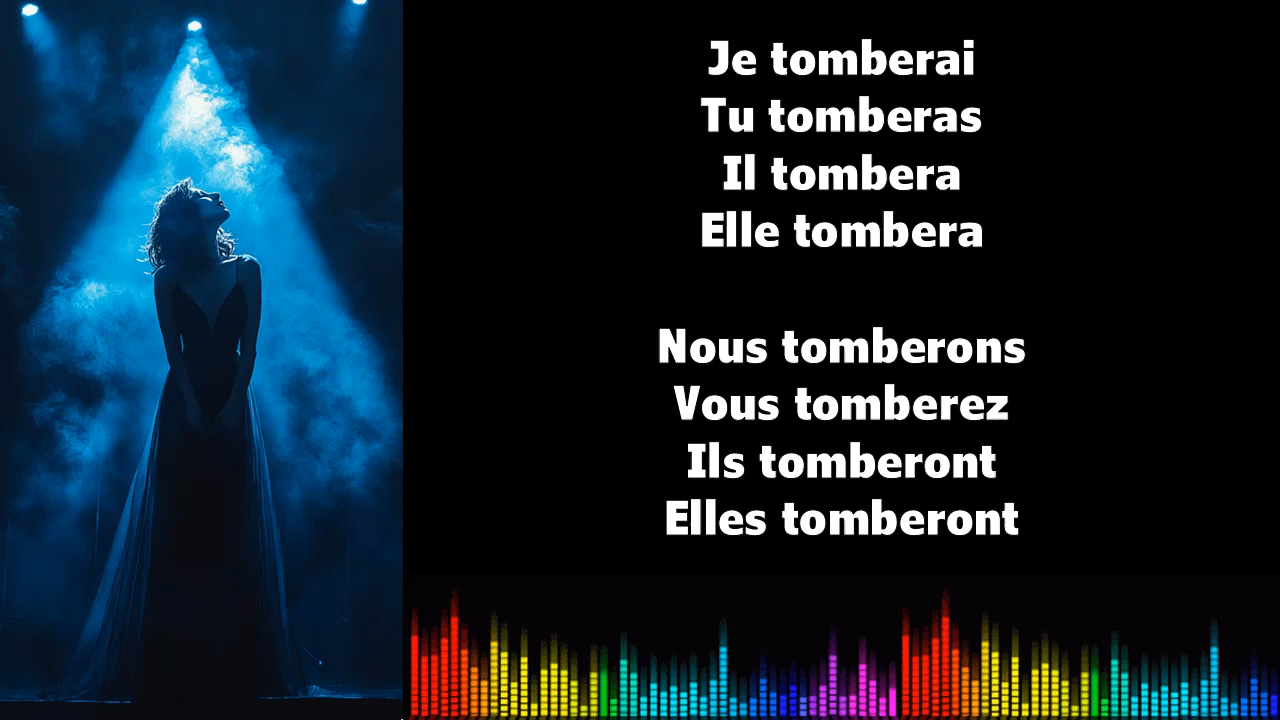 Je tomberai
Tu tomberas
Il tombera
Elle tombera
Nous tomberons
Vous tomberez
Ils tomberont
Elles tomberont